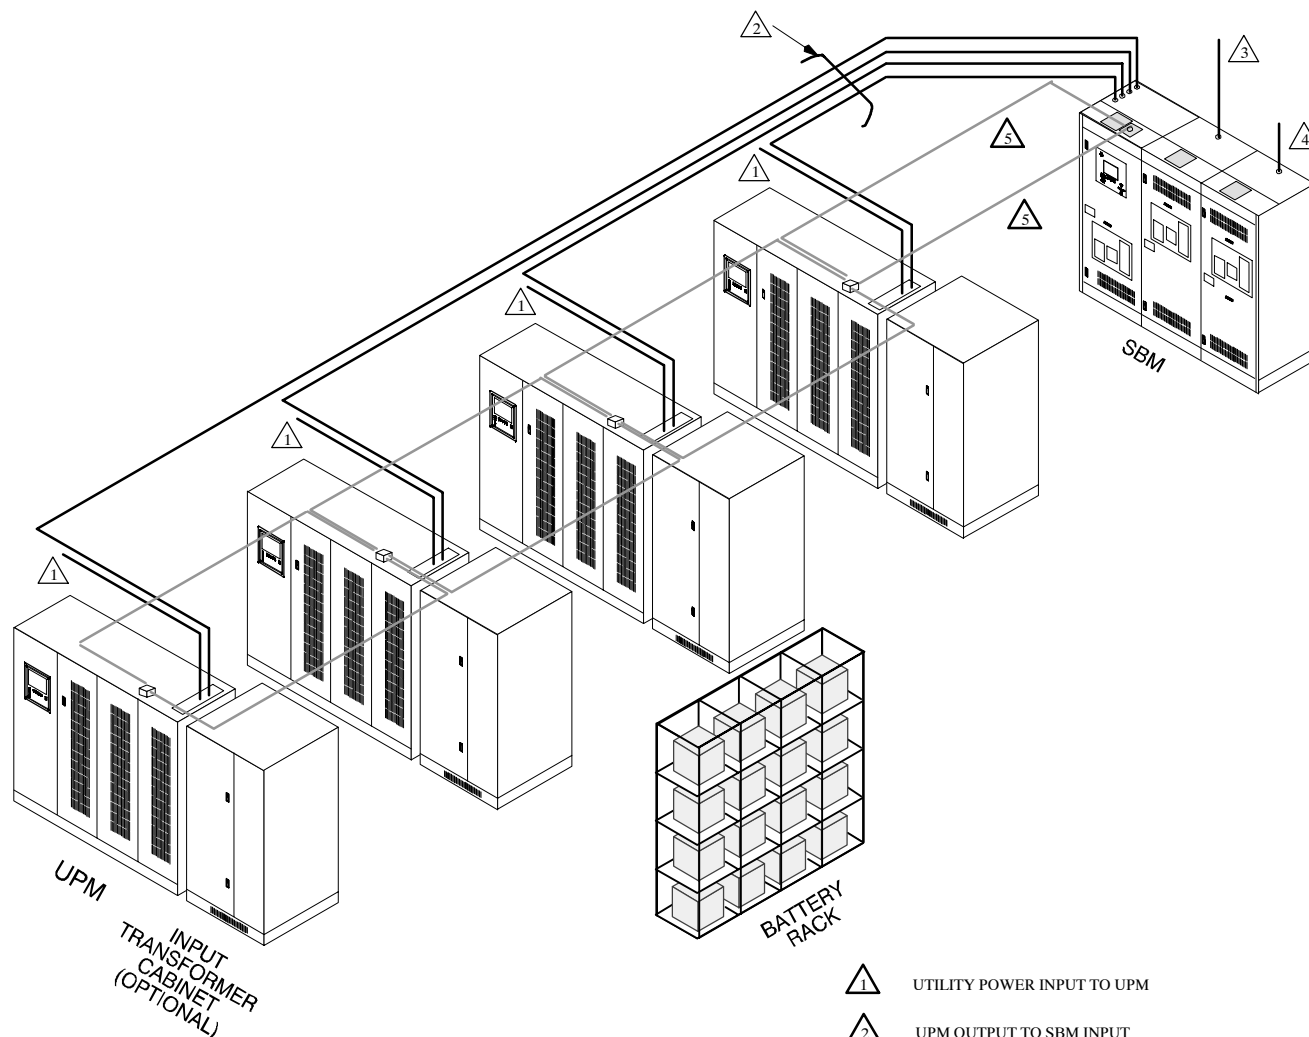 2
3
4
5
1
5
1
1
1
SBM
UPM
INPUT
TRANSFORMER
CABINET
(OPTIONAL)
BATTERY
RACK
1 UTILITY POWER INPUT TO UPM
2 UPM OUTPUT TO SBM INPUT